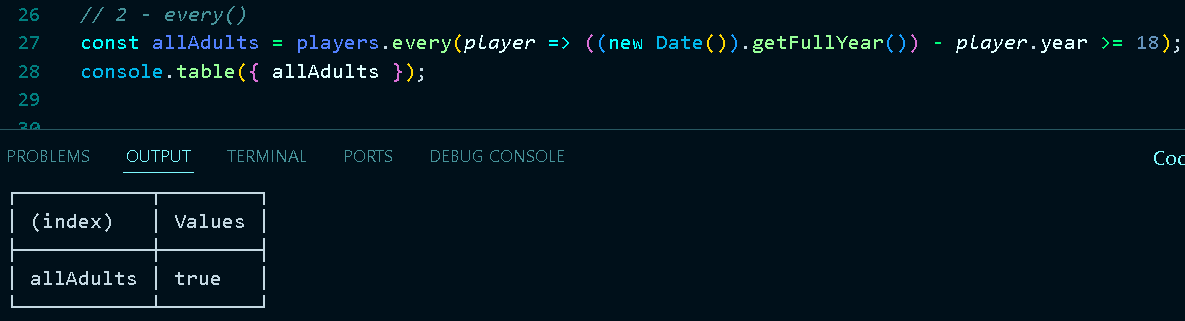 26 // 2 - every()
27 const allAdults = players.every(player => ((new Date()).getFullYear()) - player.year >= 18);
28 console.table({ allAdults });
29
30
PROBLEMS OUTPUT TERMINAL PORTS DEBUG CONSOLE Coc
(index) Values
allAdults true